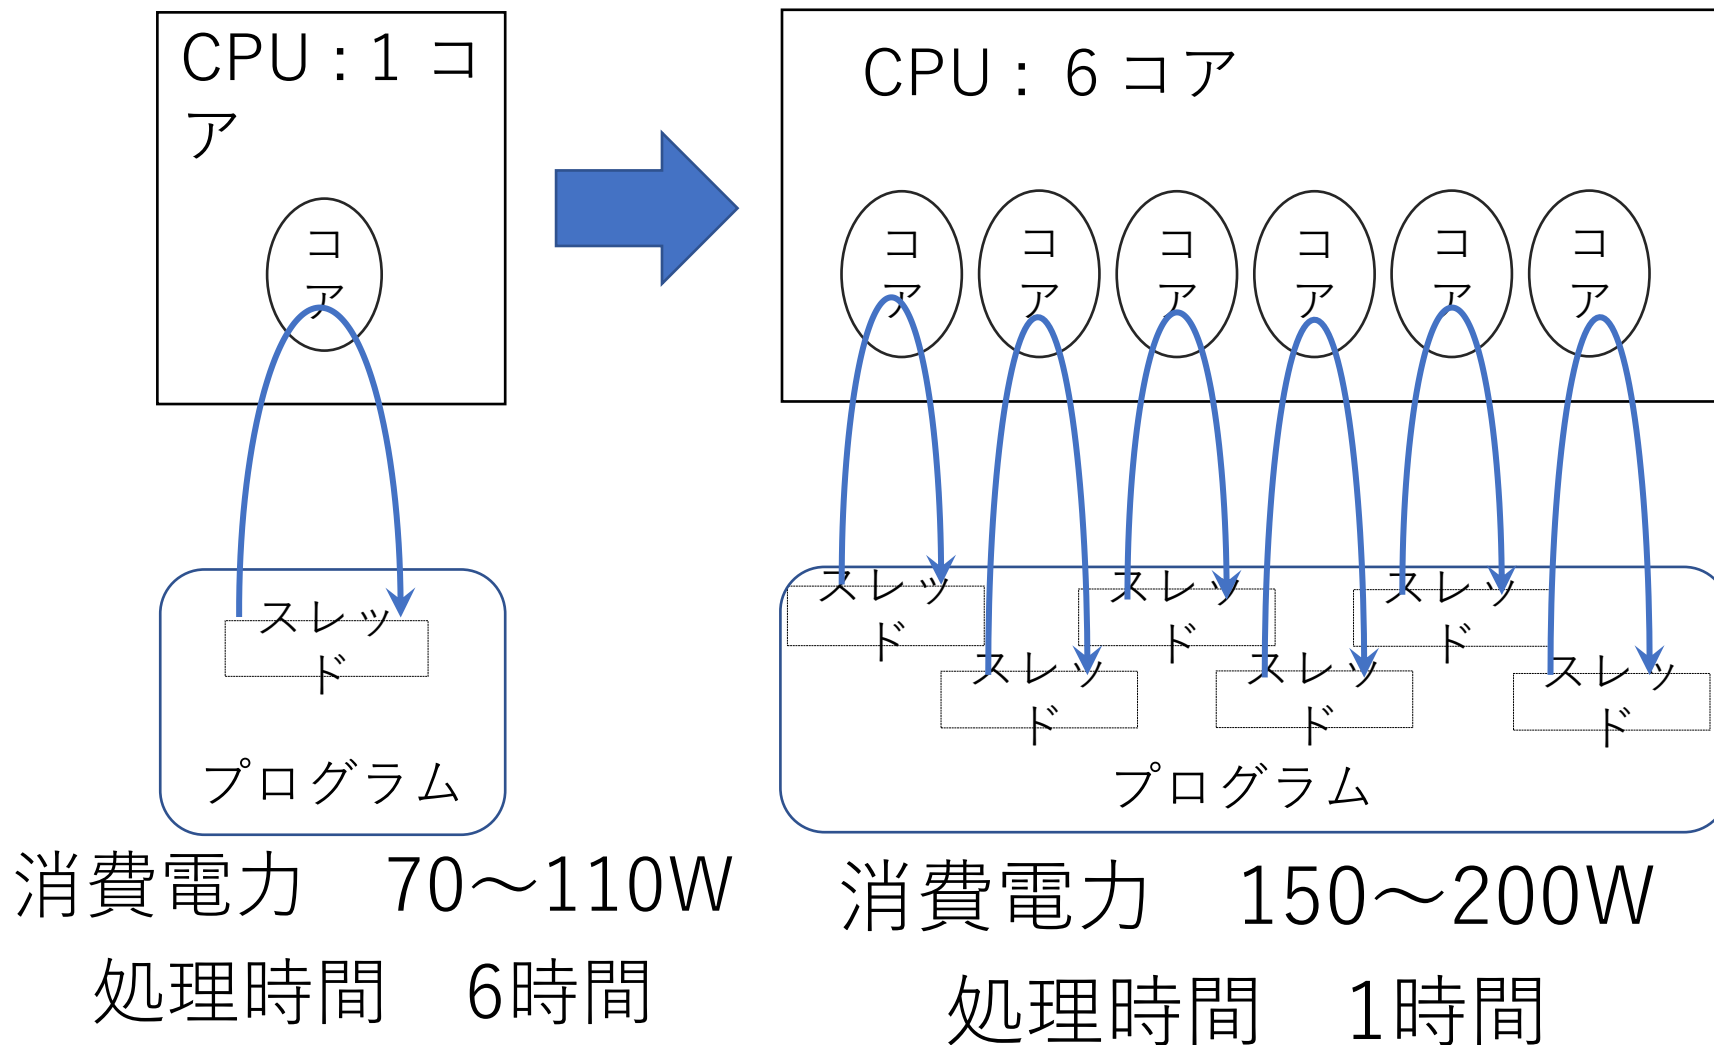 CPU：1 コ
ア
コ
ア
スレッ
ド
プログラム
消費電力　70～110W
処理時間　6時間
CPU： 6 コア
コ
ア
コ
ア
コ
ア
コ
ア
コ
ア
コ
ア
スレッ
ド
スレッ
ド
スレッ
ド
スレッ
ド
スレッ
ド
スレッ
ド
プログラム
消費電力　150～200W
処理時間　1時間